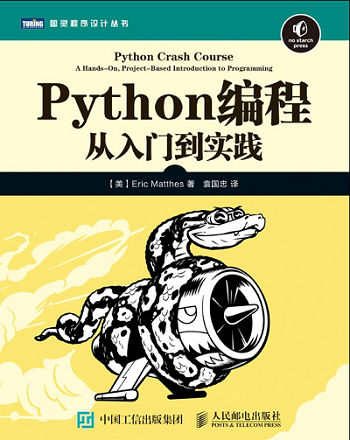 TURING 图灵程序设计丛书
no starch
press
Python Crash Course
A Hands-On, Project-Based Introduction to Programming
Python编程
从入门到实践
【美】Eric Matthes 著 袁国忠 译
中国工信出版集团
人民邮电出版社
POSTS & TELECOM PRESS